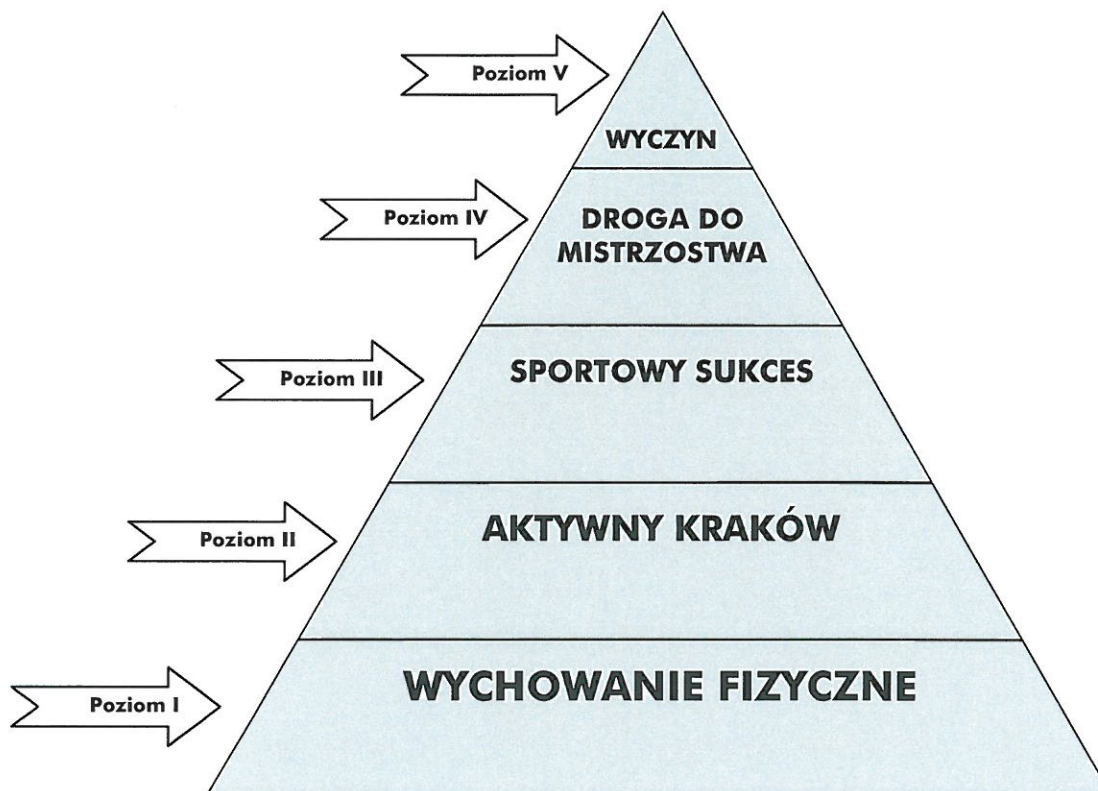 Poziom V
WYCZYN
Poziom IV
DROGA DO
MISTRZOSTWA
Poziom III
SPORTOWY SUKCES
Poziom II
AKTYWNY KRAKÓW
Poziom I
WYCHOWANIE FIZYCZNE